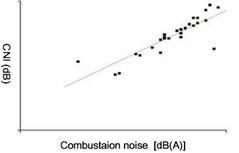 CNI (dB)
Combustaion noise [dB(A)]